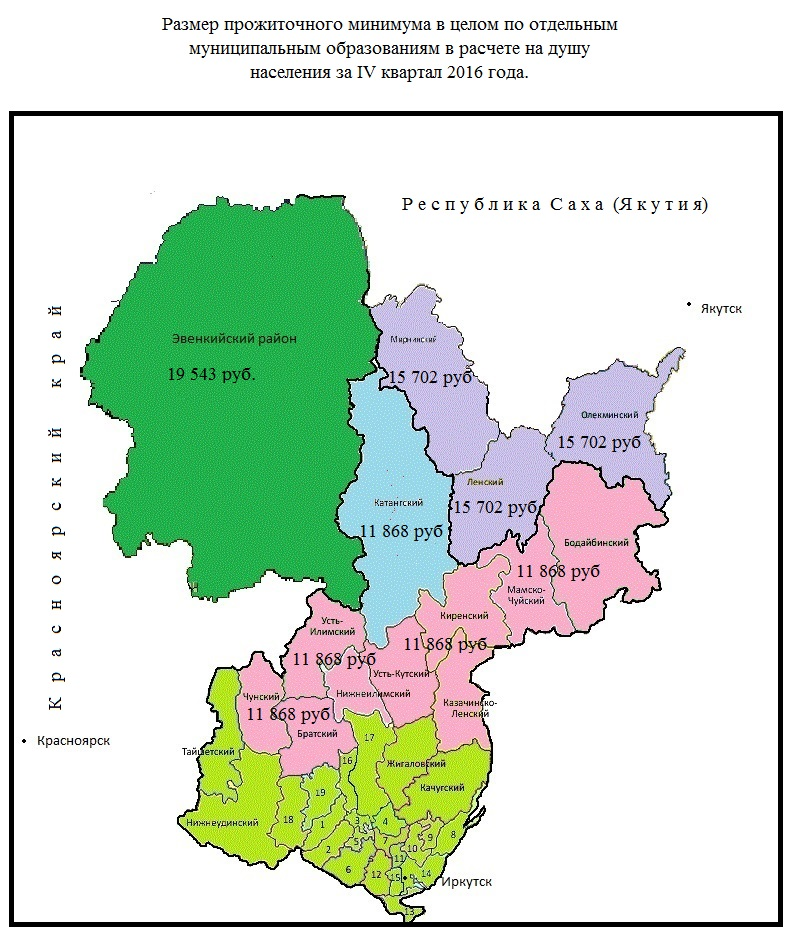 Размер прожиточного минимума в целом по отдельным
муниципальным образованиям в расчете на душу
населения за IV квартал 2016 года.
Республика Саха (Якутия)
Красноярский край
Якутск
Эвенкийский район
19 543 руб.
Мирнинский
15 702 руб
Олекминский
15 702 руб
Ленский
15 702 руб
Катангский
11 868 руб
Бодайбинский
11 868 руб
Мамско-
Чуйский
Киренский
Усть-
Илимский
11 868 руб
11 868 руб
Усть-Кутский
Нижнеилимский
Чунский
Казачинско-
Ленский
11 868 руб
Братский
Красноярск
Тайшетский
17
16
Жигаловский
Качугский
19
Нижнеудинский
18
1
3
4
8
9
5
7
2
10
11
6
12
15
14
Иркутск
13